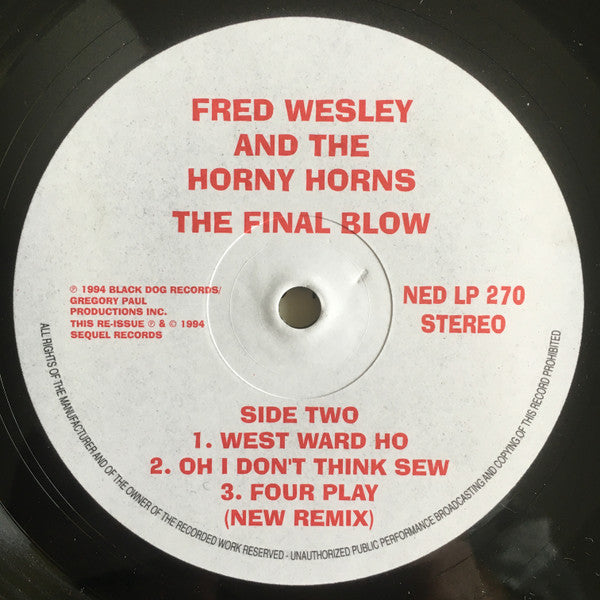 FRED WESLEY
AND THE
HORNY HORNS
THE FINAL BLOW
℗ 1994 BLACK DOG RECORDS/
GREGORY PAUL
PRODUCTIONS INC.
THIS RE-ISSUE ℗ & © 1994
SEQUEL RECORDS
NED LP 270
STEREO
SIDE TWO
1. WEST WARD HO
2. OH I DON'T THINK SEW
3. FOUR PLAY
(NEW REMIX)
ALL RIGHTS OF THE MANUFACTURER AND OF THE OWNER OF THE RECORDED WORK RESERVED - UNAUTHORIZED PUBLIC PERFORMANCE BROADCASTING AND COPYING OF THIS RECORD PROHIBITED